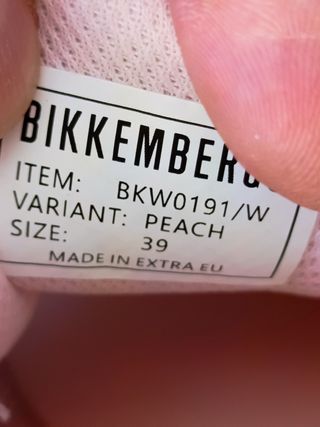 BIKKEMBERG
ITEM: BKW0191/W
VARIANT: PEACH
SIZE: 39
MADE IN EXTRA EU